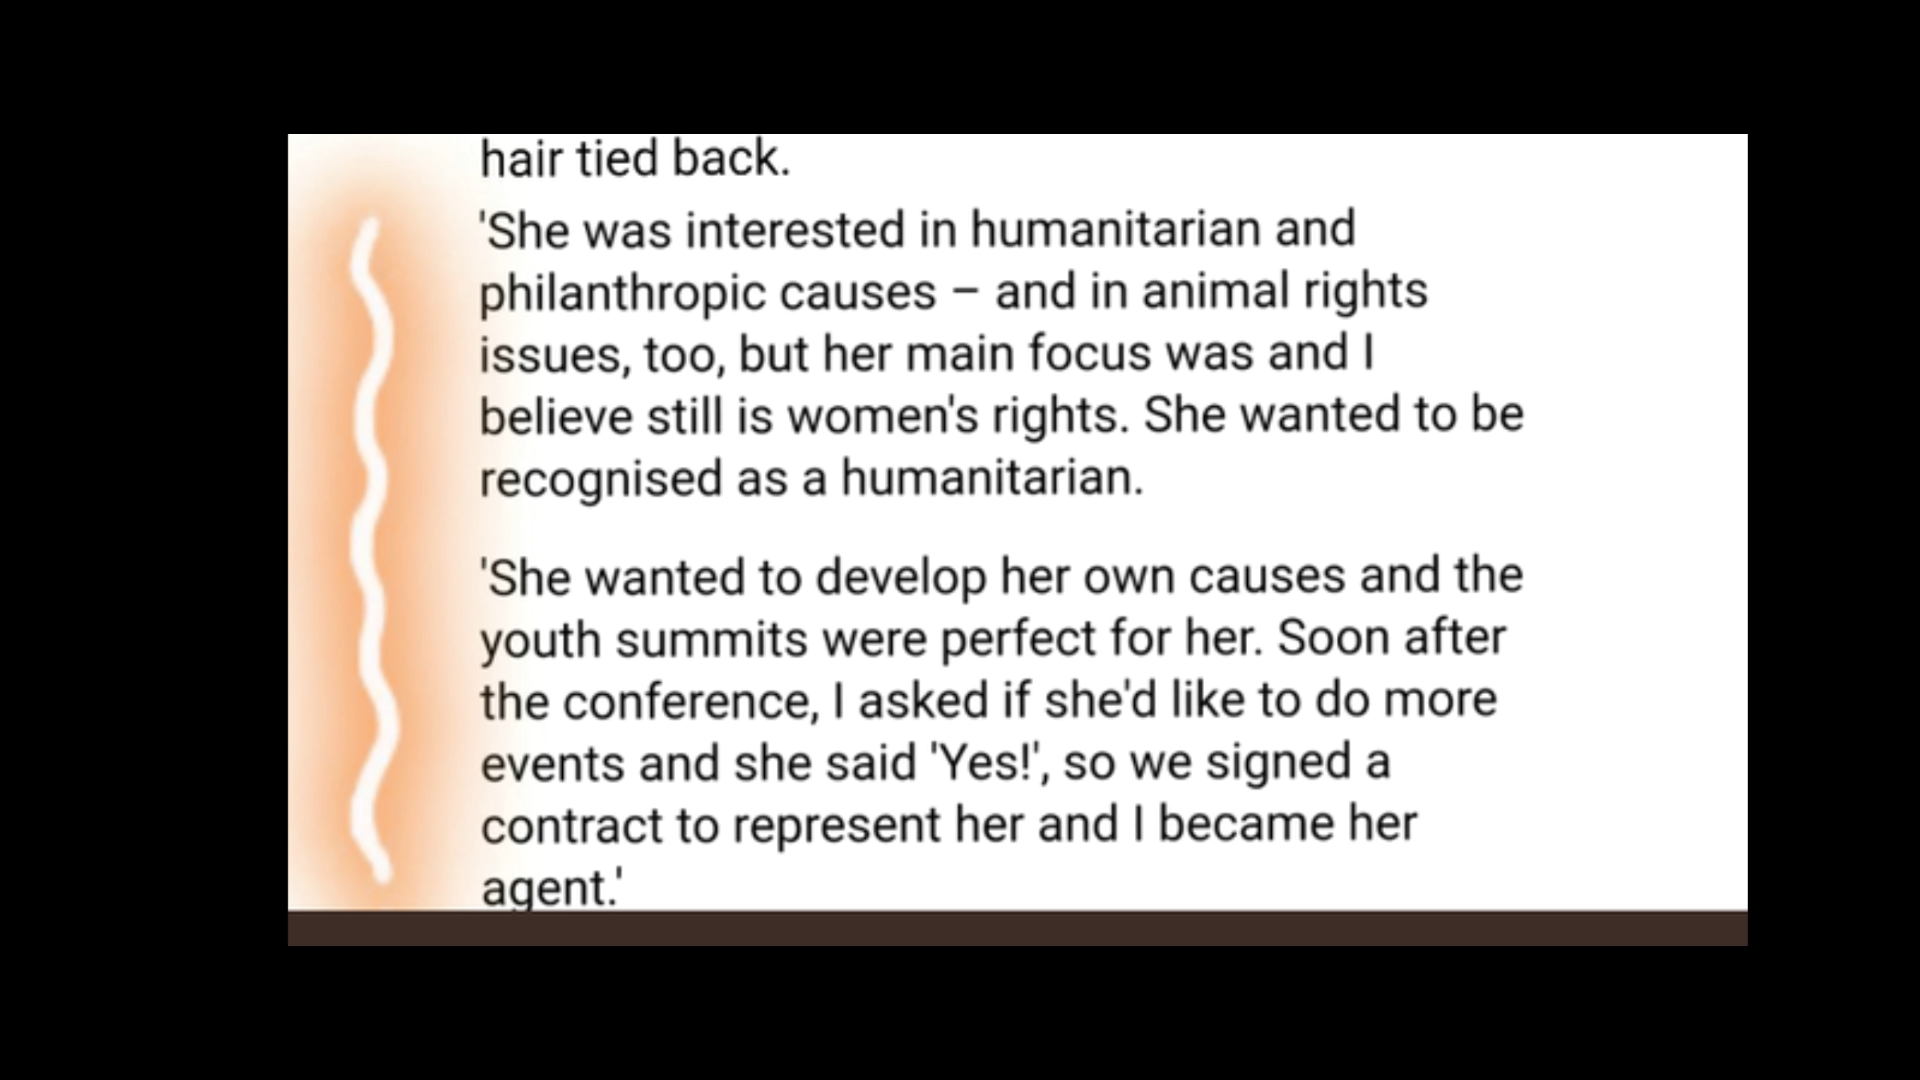 hair tied back.
'She was interested in humanitarian and
philanthropic causes – and in animal rights
issues, too, but her main focus was and I
believe still is women's rights. She wanted to be
recognised as a humanitarian.
'She wanted to develop her own causes and the
youth summits were perfect for her. Soon after
the conference, I asked if she'd like to do more
events and she said 'Yes!', so we signed a
contract to represent her and I became her
agent.'